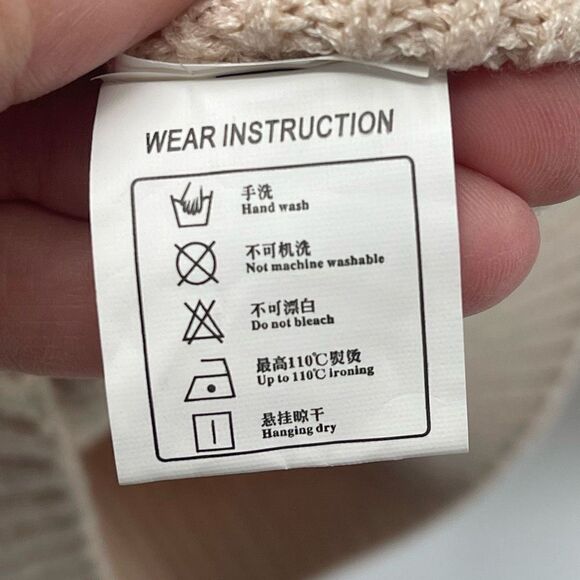 WEAR INSTRUCTION
手洗
Hand wash
不可机洗
Not machine washable
不可漂白
Do not bleach
最高110℃熨烫
Up to 110℃ ironing
悬挂晾干
Hanging dry